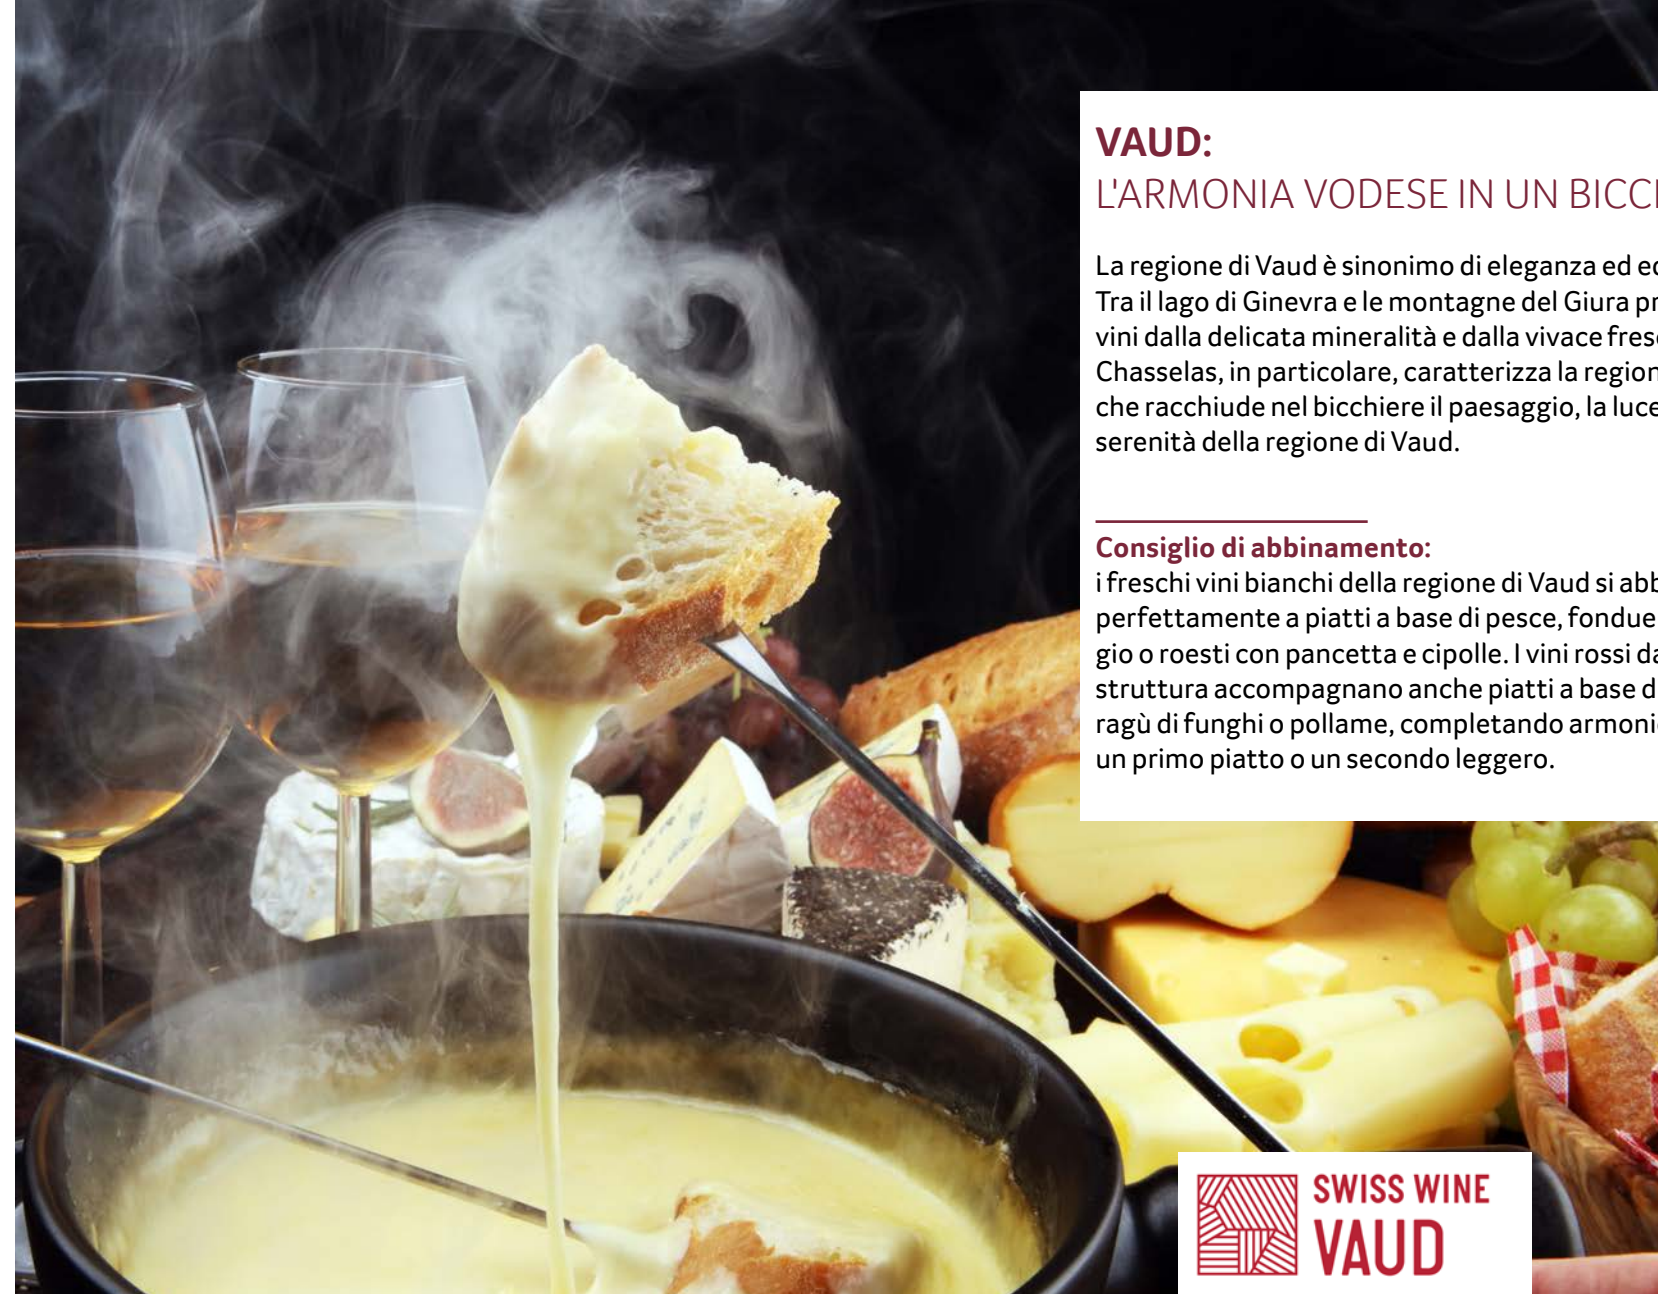 VAUD:
L'ARMONIA VODESE IN UN
La regione di Vaud è sinonimo di eleganza ed
Tra il lago di Ginevra e le montagne del Giura
vini dalla delicata mineralità e dalla vivace
Chasselas, in particolare, caratterizza la
che racchiude nel bicchiere il paesaggio, la luce
serenità della regione di Vaud.
Consiglio di abbinamento:
i freschi vini bianchi della regione di Vaud si
perfettamente a piatti a base di pesce, fondue
gio o roesti con pancetta e cipolle. I vini rossi
struttura accompagnano anche piatti a base
ragù di funghi o pollame, completando
un primo piatto o un secondo leggero.
SWISS WINE
VAUD